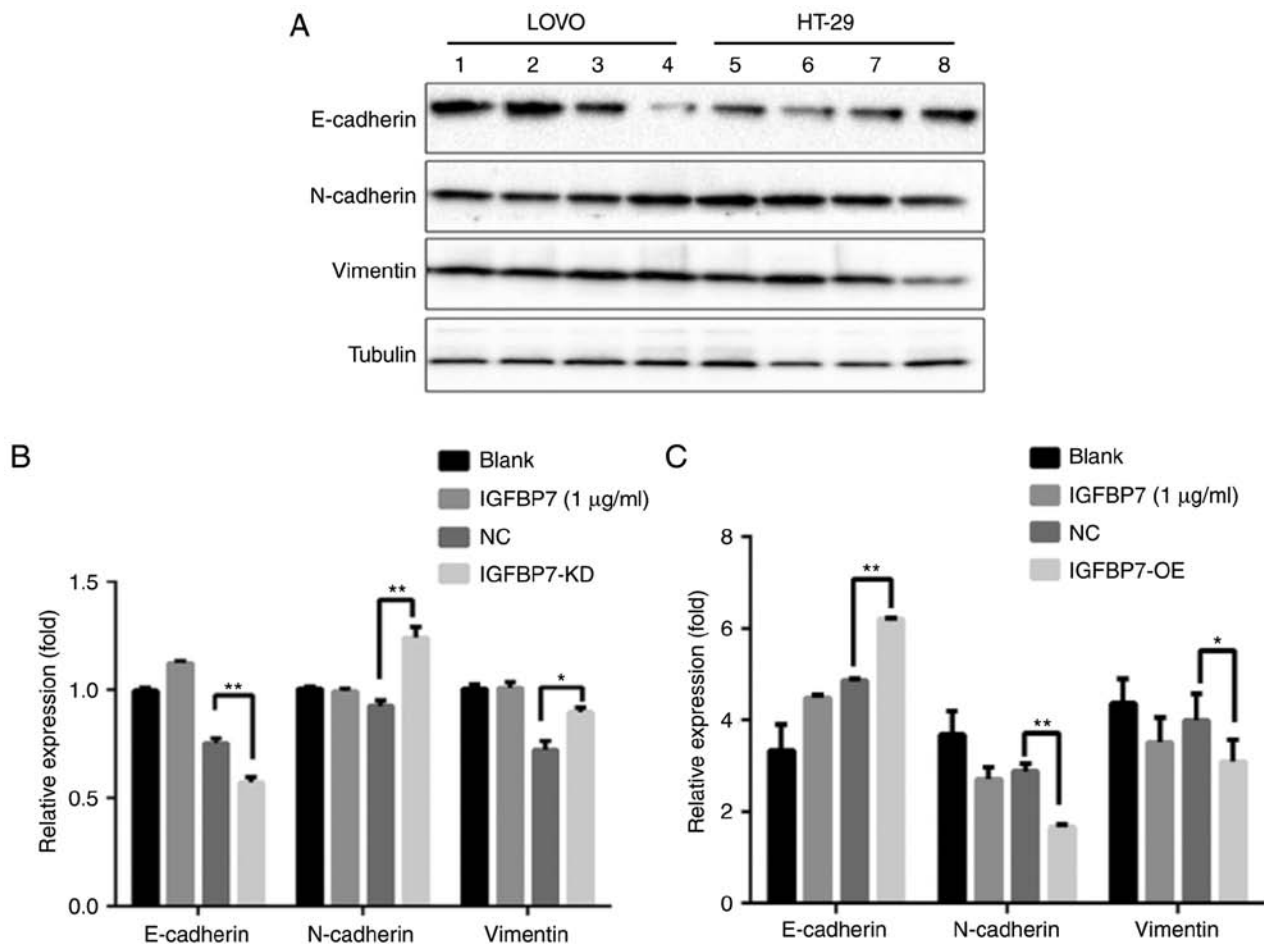 A
LOVO HT-29
1 2 3 4 5 6 7 8
E-cadherin
N-cadherin
Vimentin
Tubulin
B
Blank
IGFBP7 (1 μg/ml)
NC
IGFBP7-KD
Relative expression (fold)
1.5
1.0
0.5
0.0
**
**
*
E-cadherin N-cadherin Vimentin
C
Blank
IGFBP7 (1 μg/ml)
NC
IGFBP7-OE
Relative expression (fold)
8
6
4
2
0
**
**
*
E-cadherin N-cadherin Vimentin